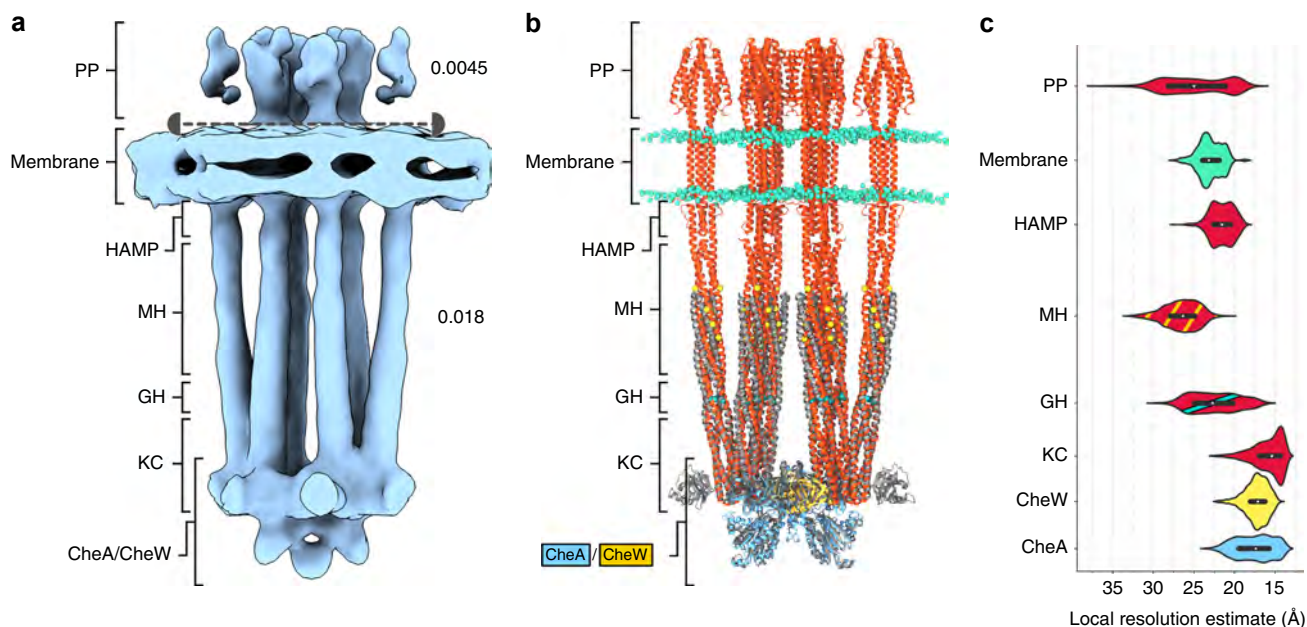 a
PP
0.0045
Membrane
HAMP
MH
0.018
GH
KC
CheA/CheW
b
PP
Membrane
HAMP
MH
GH
KC
CheA / CheW
c
PP
Membrane
HAMP
MH
GH
KC
CheW
CheA
35 30 25 20 15
Local resolution estimate (Å)